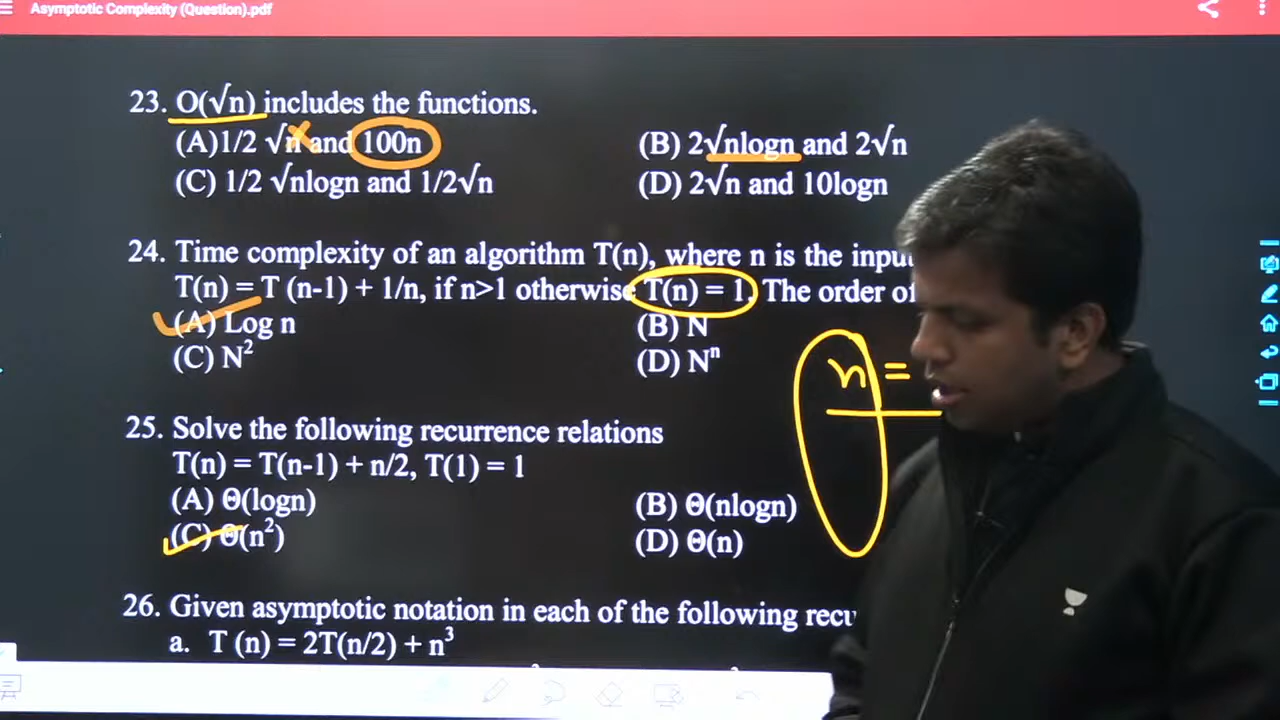 Asymptotic Complexity (Question).pdf
23. O(√n) includes the functions.
(A)1/2 √n and 100n
(B) 2√nlogn and 2√n
(C) 1/2 √nlogn and 1/2√n
(D) 2√n and 10logn
24. Time complexity of an algorithm T(n), where n is the inpu
T(n) = T (n-1) + 1/n, if n>1 otherwise T(n) = 1. The order of
(A) Log n
(B) N
(C) N²
(D) Nⁿ
n =
25. Solve the following recurrence relations
T(n) = T(n-1) + n/2, T(1) = 1
(A) Θ(logn)
(B) Θ(nlogn)
(C) Θ(n²)
(D) Θ(n)
26. Given asymptotic notation in each of the following recu
a. T (n) = 2T(n/2) + n³